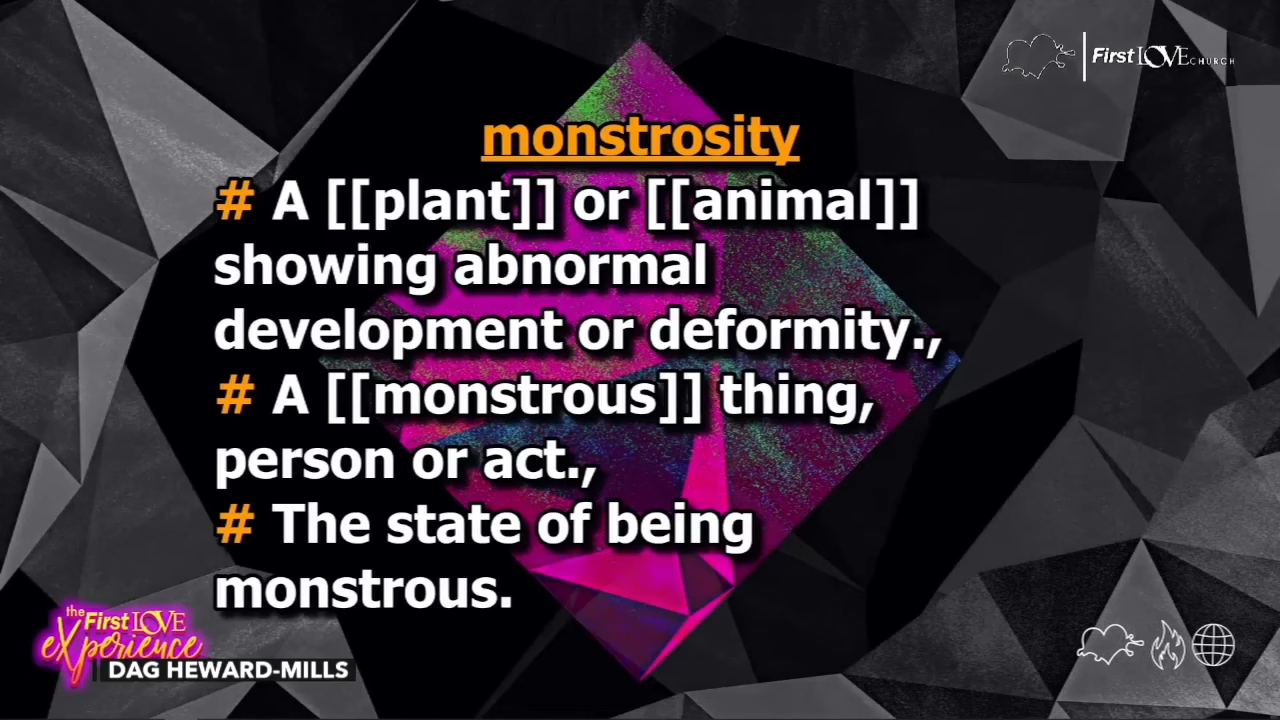 First LOVE CHURCH
monstrosity
# A [[plant]] or [[animal]]
showing abnormal
development or deformity.,
# A [[monstrous]] thing,
person or act.,
# The state of being
monstrous.
the First LOVE
eXperience
DAG HEWARD-MILLS